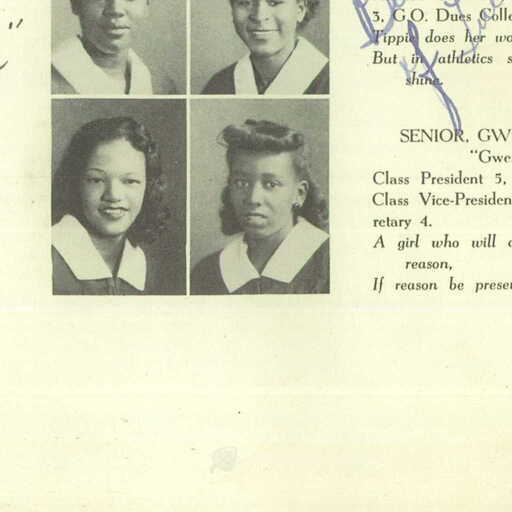 "
3, G.O. Dues Colle
Tippie does her wo
But in athletics s
shine.
SENIOR, GW
"Gwe
Class President 5,
Class Vice-Presiden
retary 4.
A girl who will
reason,
If reason be prese